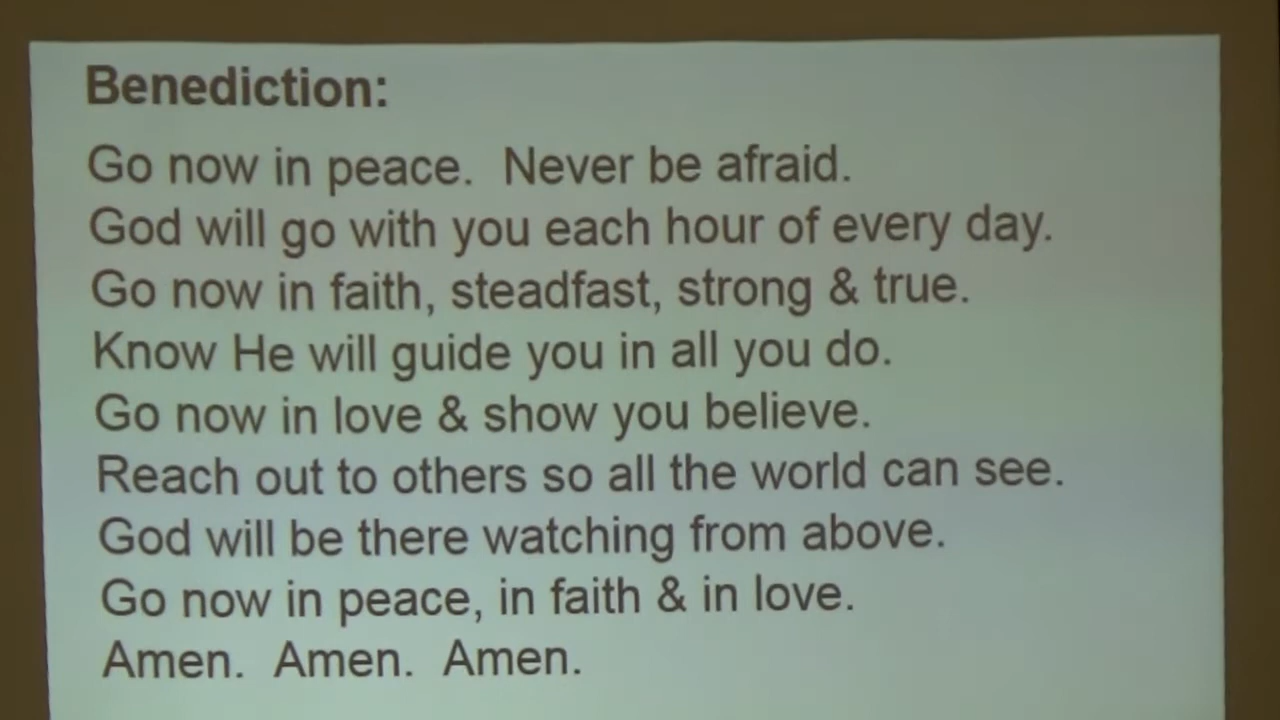 Benediction:
Go now in peace.  Never be afraid.
God will go with you each hour of every day.
Go now in faith, steadfast, strong & true.
Know He will guide you in all you do.
Go now in love & show you believe.
Reach out to others so all the world can see.
God will be there watching from above.
Go now in peace, in faith & in love.
Amen.  Amen.  Amen.